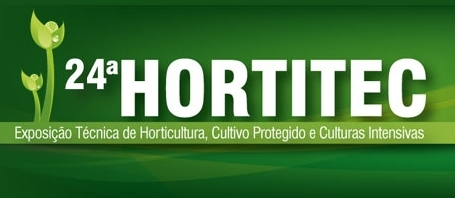 24ª HORTITEC
Exposição Técnica de Horticultura, Cultivo Protegido e Culturas Intensivas